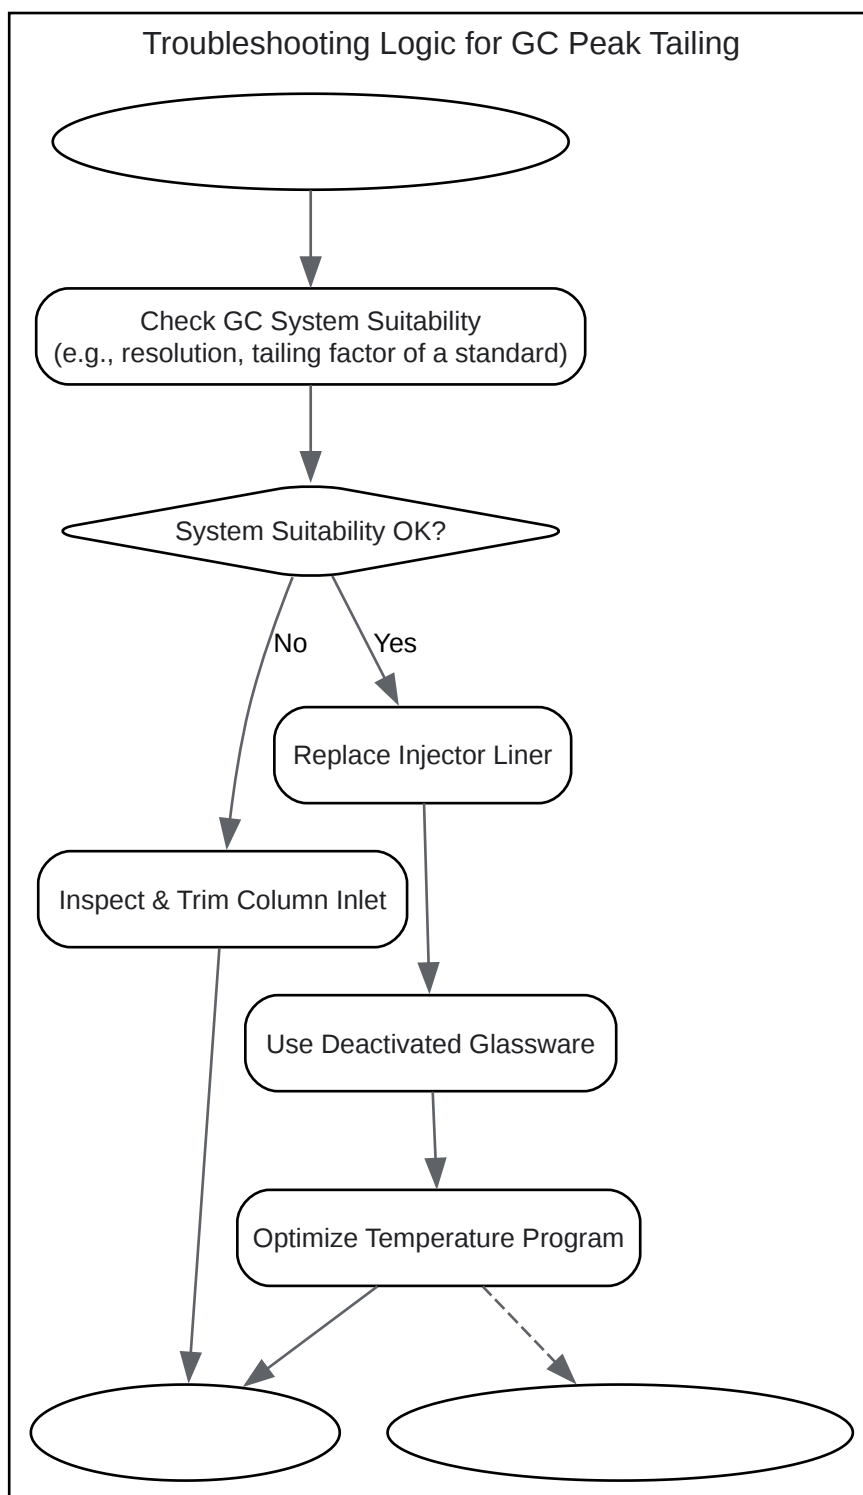 Troubleshooting Logic for GC Peak Tailing
Check GC System Suitability
(e.g., resolution, tailing factor of a standard)
System Suitability OK?
No
Yes
Replace Injector Liner
Inspect & Trim Column Inlet
Use Deactivated Glassware
Optimize Temperature Program